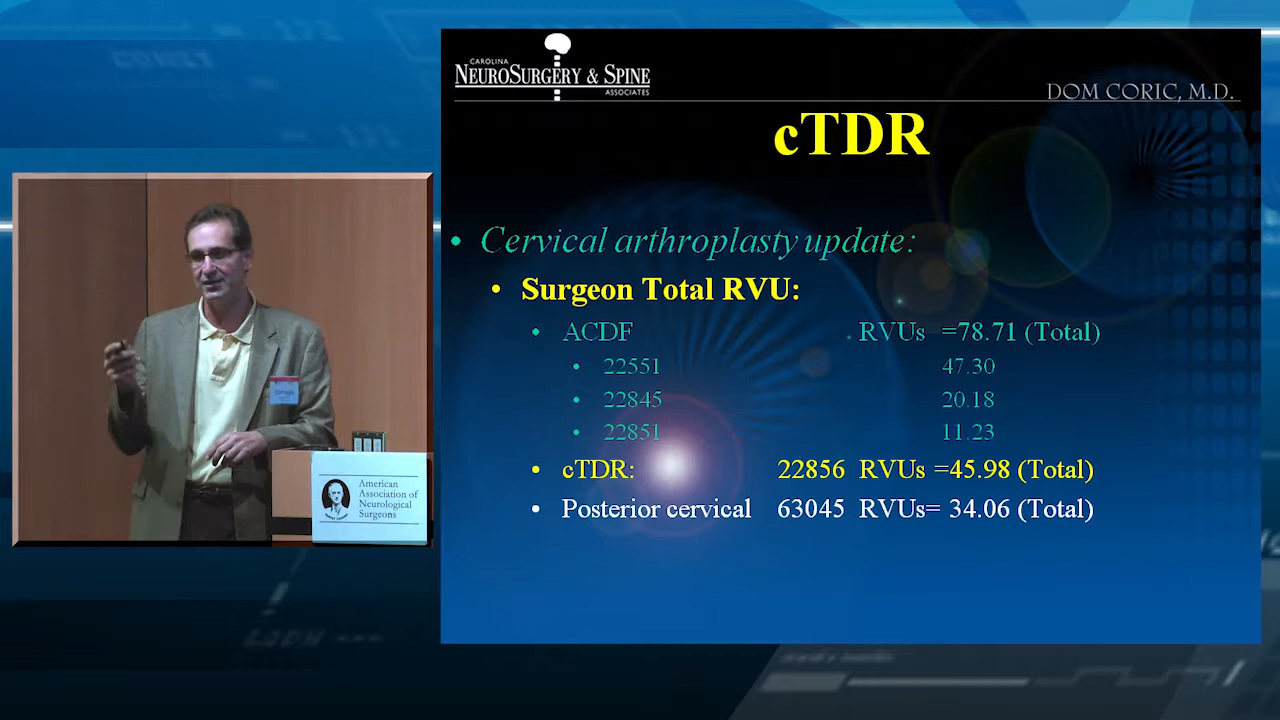 CAROLINA
NEUROSURGERY & SPINE
ASSOCIATES
DOM CORIC, M.D.
cTDR
• Cervical arthroplasty update:
• Surgeon Total RVU:
• ACDF RVUs =78.71 (Total)
• 22551 47.30
• 22845 20.18
• 22851 11.23
• cTDR: 22856 RVUs =45.98 (Total)
• Posterior cervical 63045 RVUs= 34.06 (Total)
American
Association of
Neurological
Surgeons